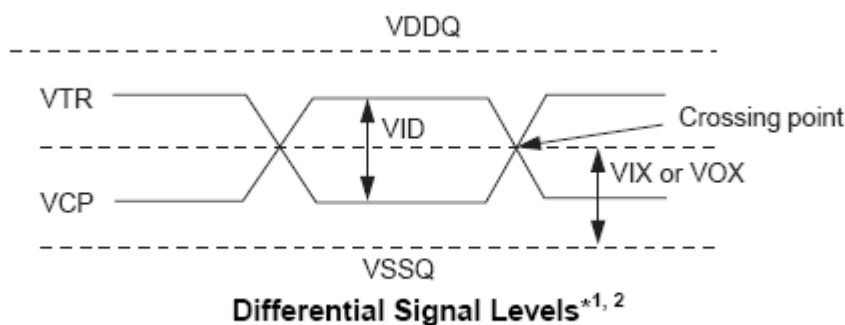 VDDQ
VTR
VID
Crossing point
VIX or VOX
VCP
VSSQ
Differential Signal Levels*1, 2